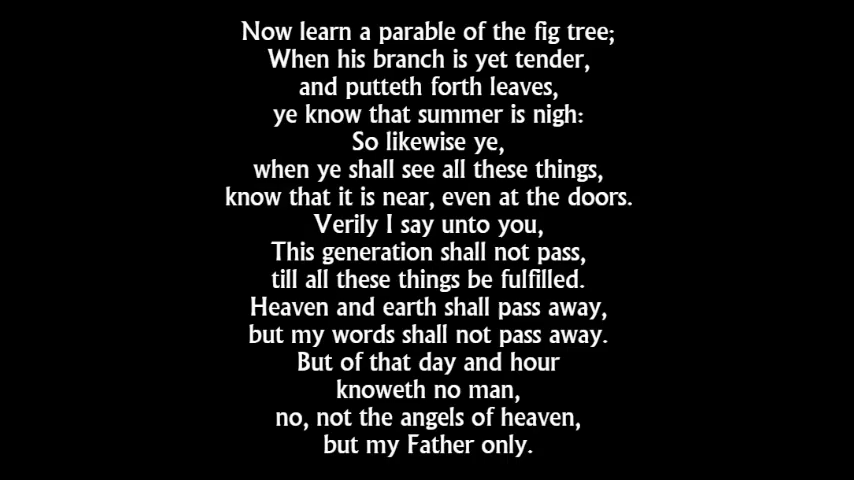 Now learn a parable of the fig tree;
When his branch is yet tender,
and putteth forth leaves,
ye know that summer is nigh:
So likewise ye,
when ye shall see all these things,
know that it is near, even at the doors.
Verily I say unto you,
This generation shall not pass,
till all these things be fulfilled.
Heaven and earth shall pass away,
but my words shall not pass away.
But of that day and hour
knoweth no man,
no, not the angels of heaven,
but my Father only.